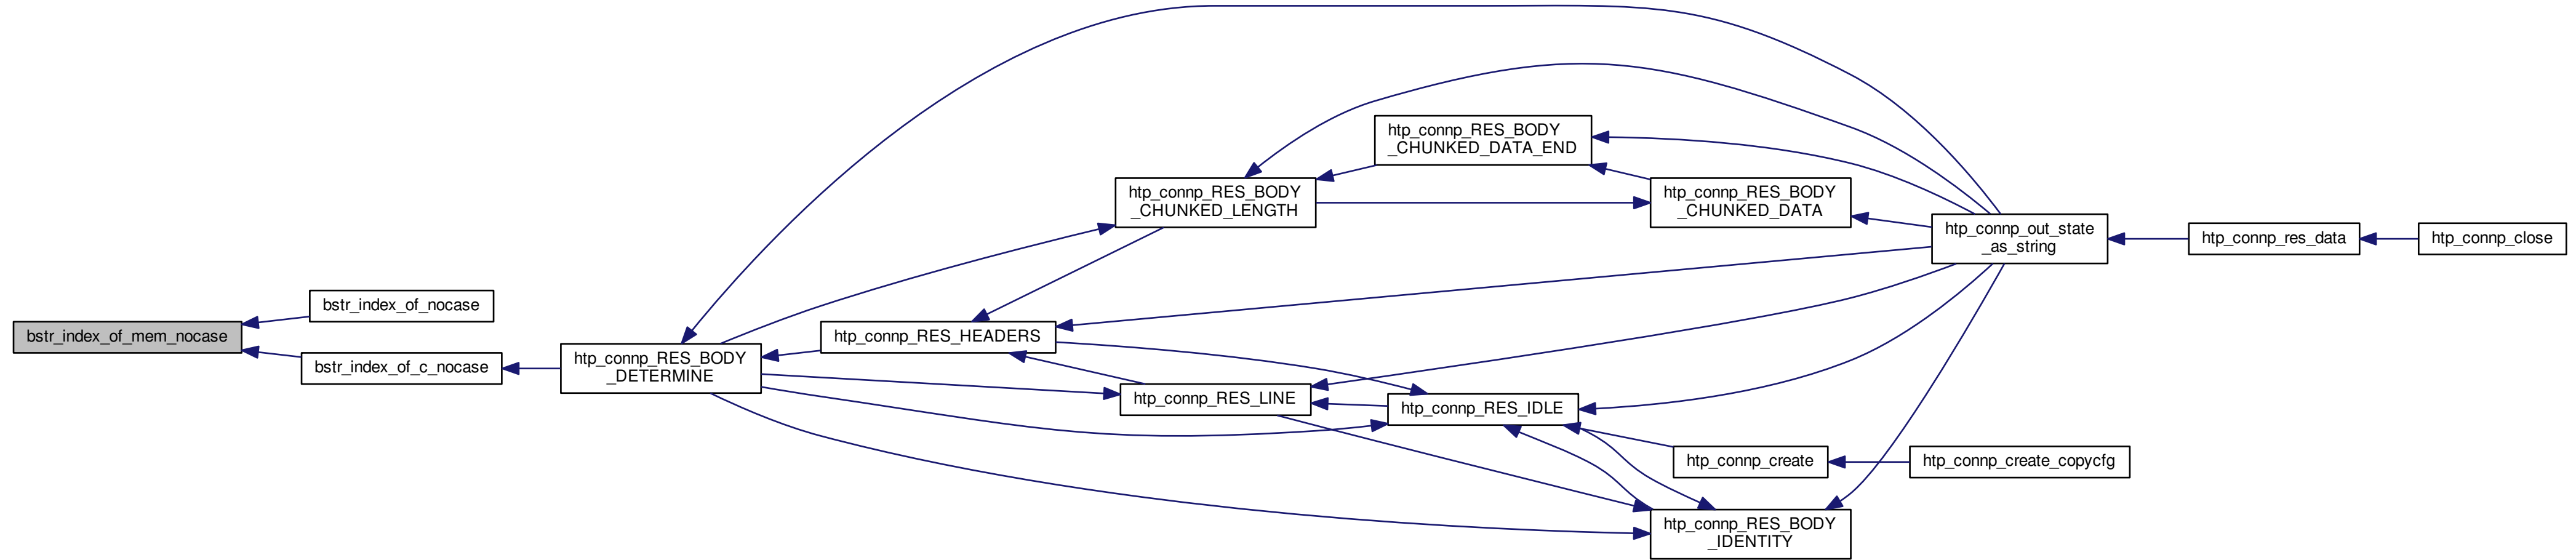 bstr_index_of_mem_nocase
bstr_index_of_nocase
bstr_index_of_c_nocase
htp_connp_RES_BODY
_DETERMINE
htp_connp_RES_HEADERS
htp_connp_RES_BODY
_CHUNKED_LENGTH
htp_connp_RES_LINE
htp_connp_RES_BODY
_CHUNKED_DATA_END
htp_connp_RES_IDLE
htp_connp_RES_BODY
_CHUNKED_DATA
htp_connp_create
htp_connp_RES_BODY
_IDENTITY
htp_connp_create_copycfg
htp_connp_out_state
_as_string
htp_connp_res_data
htp_connp_close